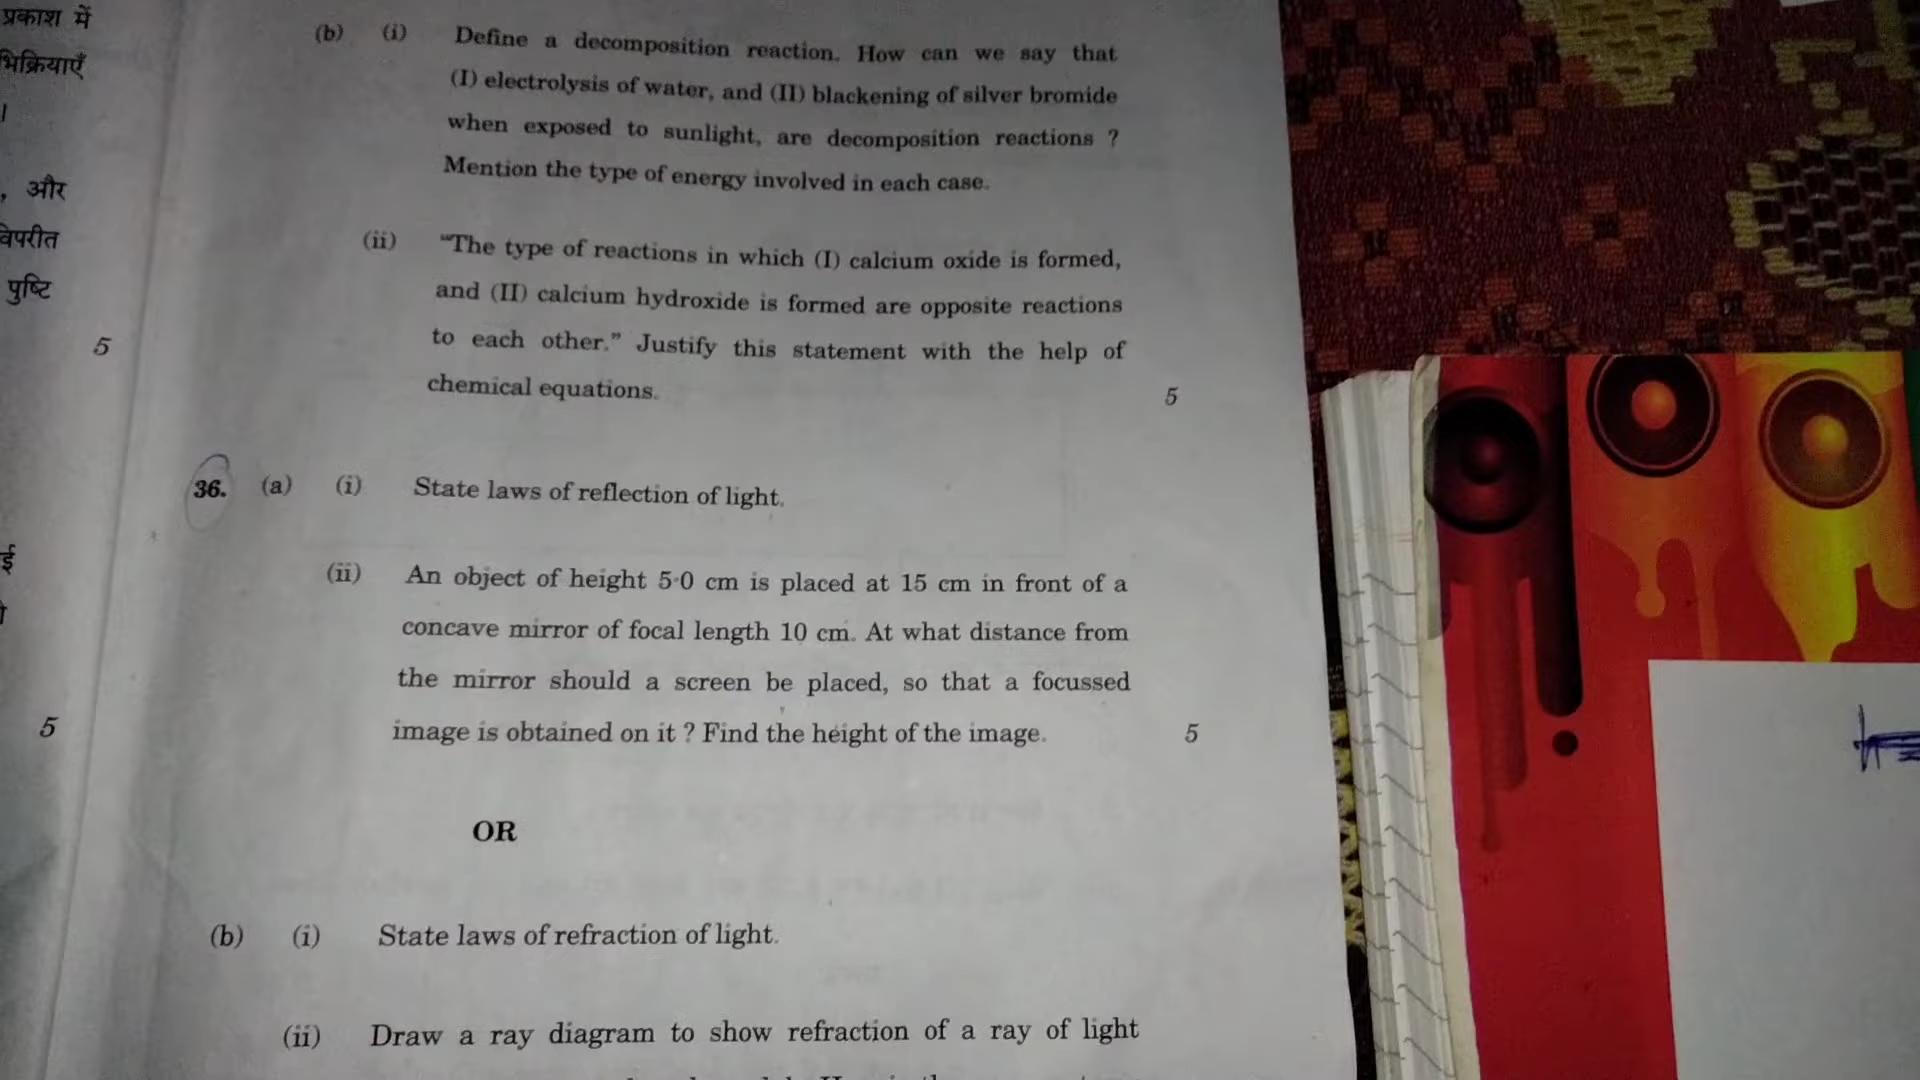 प्रकाश में
भिक्रियाएँ
।
, और
वेपरीत
पुष्टि
5
ई
5
(b) (i) Define a decomposition reaction. How can we say that
(I) electrolysis of water, and (II) blackening of silver bromide
when exposed to sunlight, are decomposition reactions ?
Mention the type of energy involved in each case.
(ii) “The type of reactions in which (I) calcium oxide is formed,
and (II) calcium hydroxide is formed are opposite reactions
to each other.” Justify this statement with the help of
chemical equations. 5
36. (a) (i) State laws of reflection of light.
(ii) An object of height 5·0 cm is placed at 15 cm in front of a
concave mirror of focal length 10 cm. At what distance from
the mirror should a screen be placed, so that a focussed
image is obtained on it ? Find the height of the image. 5
OR
(b) (i) State laws of refraction of light.
(ii) Draw a ray diagram to show refraction of a ray of light